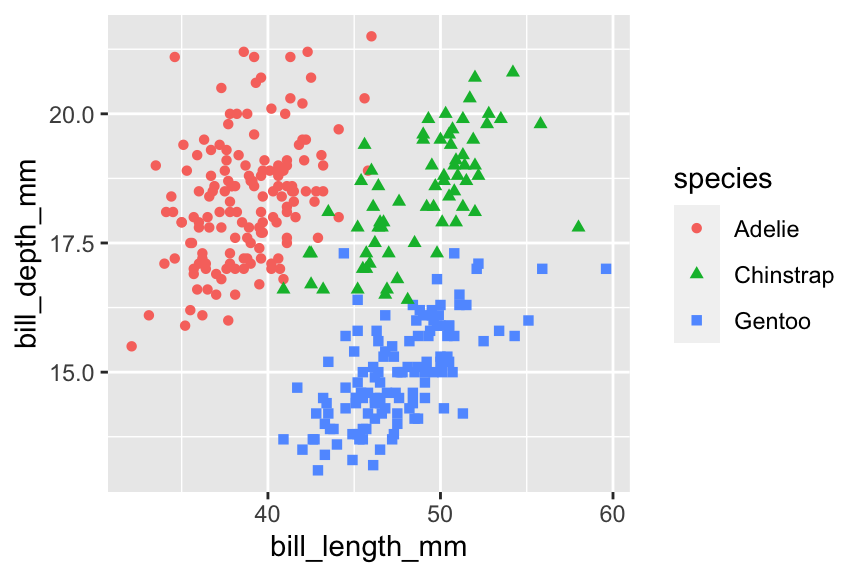 20.0
17.5
15.0
bill_depth_mm
40
50
60
bill_length_mm
species
Adelie
Chinstrap
Gentoo